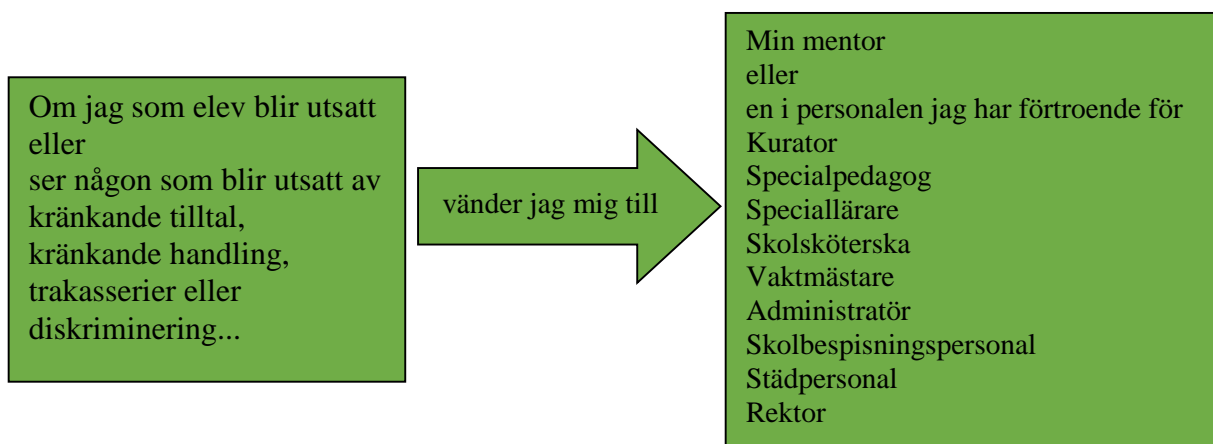 Om jag som elev blir utsatt
eller
ser någon som blir utsatt av
kränkande tilltal,
kränkande handling,
trakasserier eller
diskriminering...
vänder jag mig till
Min mentor
eller
en i personalen jag har förtroende för
Kurator
Specialpedagog
Speciallärare
Skolsköterska
Vaktmästare
Administratör
Skolbespisningspersonal
Städpersonal
Rektor